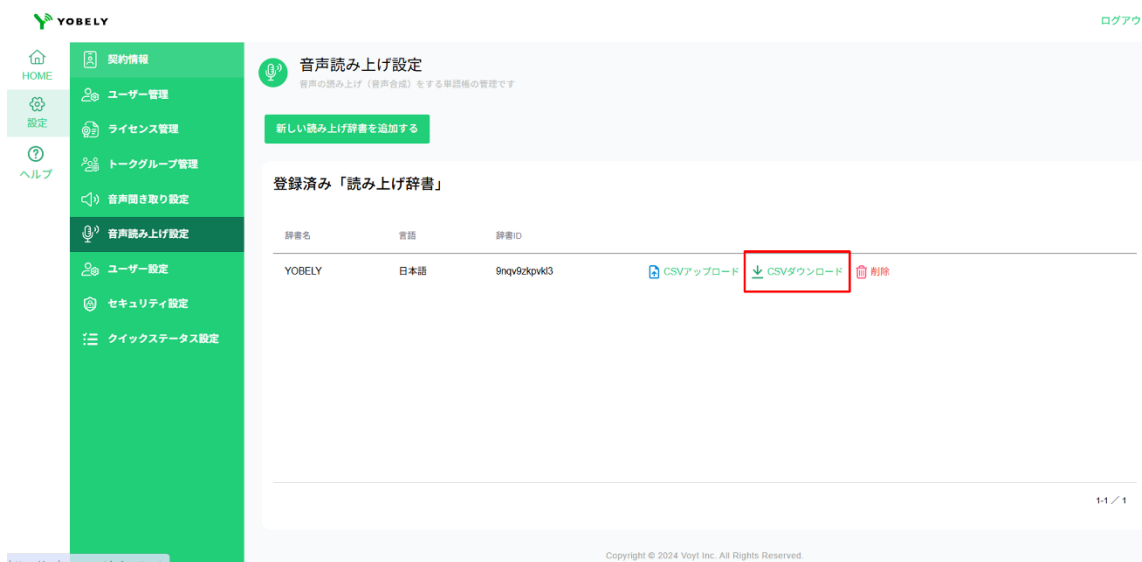 YOBELY
ログアウ
HOME
設定
ヘルプ
契約情報
ユーザー管理
ライセンス管理
トークグループ管理
音声聞き取り設定
音声読み上げ設定
ユーザー設定
セキュリティ設定
クイックステータス設定
音声読み上げ設定
音声の読み上げ（音声合成）をする単語帳の管理です
新しい読み上げ辞書を追加する
登録済み「読み上げ辞書」
辞書名 言語 辞書ID
YOBELY 日本語 9nqv9zkpvkl3 CSVアップロード CSVダウンロード 削除
1-1 ／ 1
Copyright © 2024 Voyt Inc. All Rights Reserved.